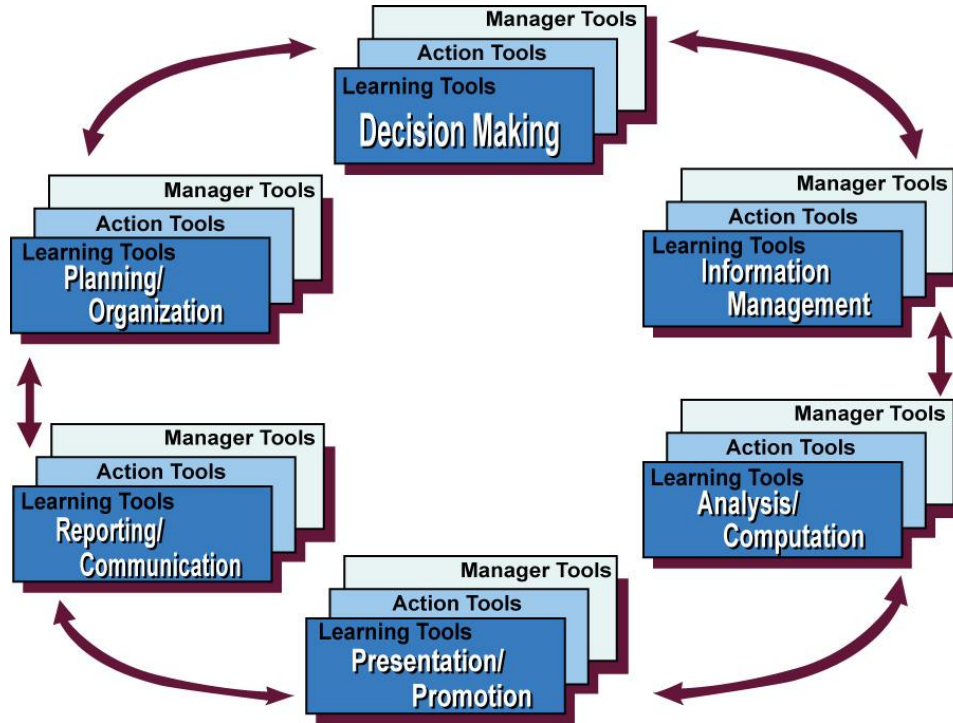 Manager Tools
Action Tools
Learning Tools
Decision Making
Manager Tools
Action Tools
Learning Tools
Planning/
Organization
Manager Tools
Action Tools
Learning Tools
Information
Management
Manager Tools
Action Tools
Learning Tools
Reporting/
Communication
Manager Tools
Action Tools
Learning Tools
Analysis/
Computation
Manager Tools
Action Tools
Learning Tools
Presentation/
Promotion